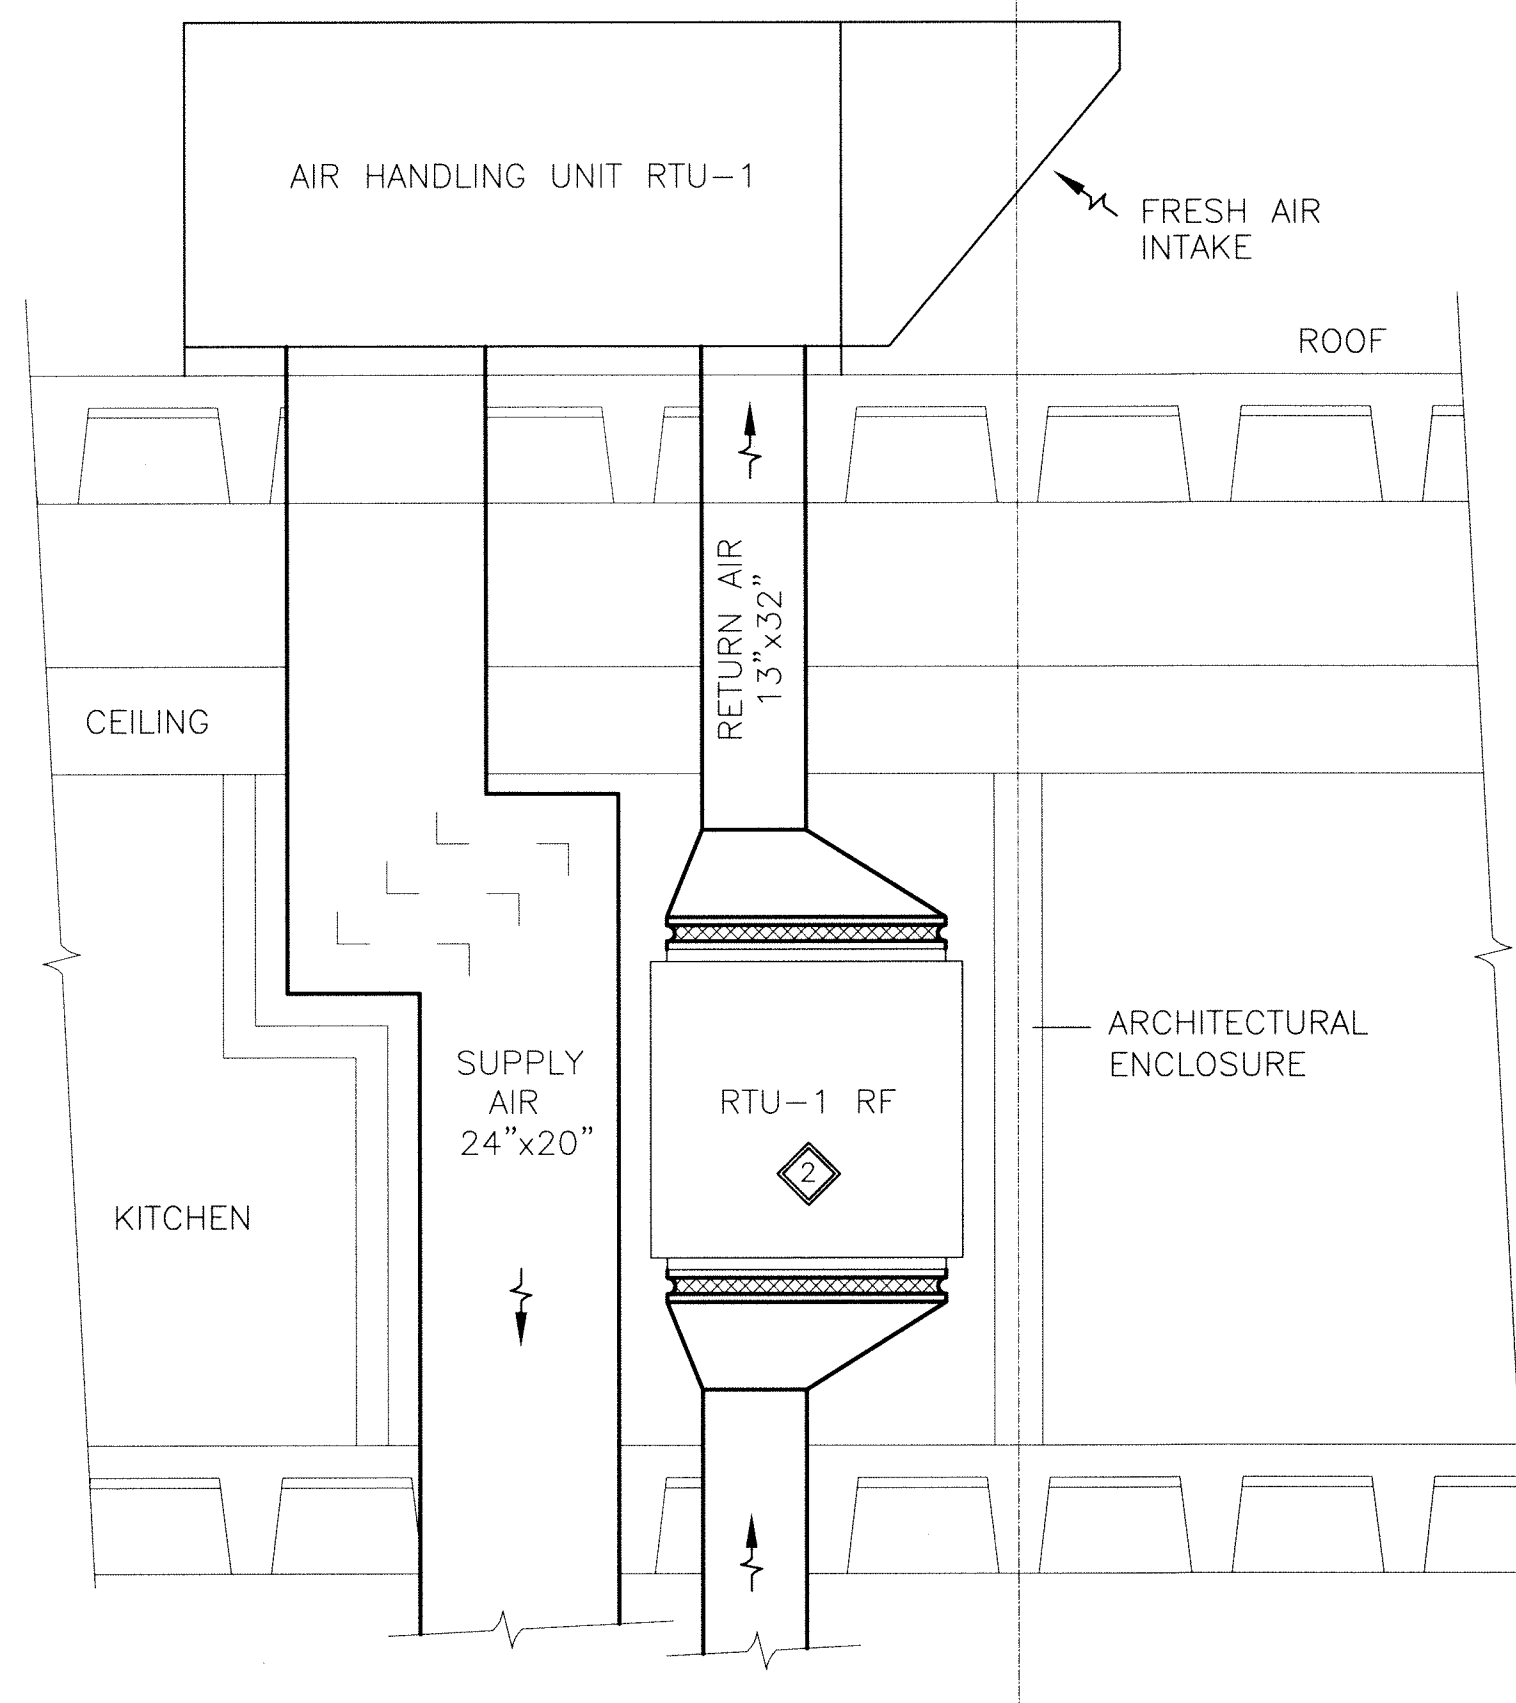 AIR HANDLING UNIT RTU-1
FRESH AIR
INTAKE
ROOF
RETURN AIR
13"x32"
CEILING
ARCHITECTURAL
ENCLOSURE
SUPPLY
AIR
24"x20"
RTU-1 RF
2
KITCHEN